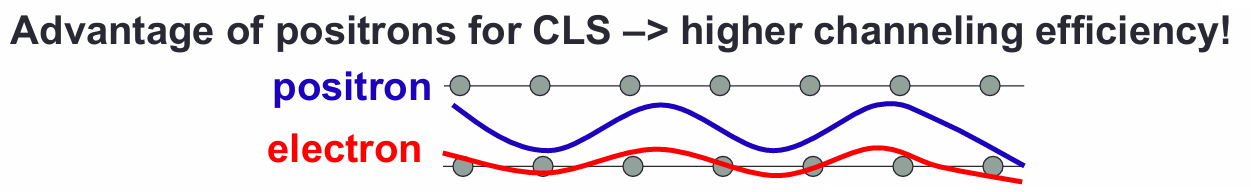 Advantage of positrons for CLS –> higher channeling efficiency!
positron
electron